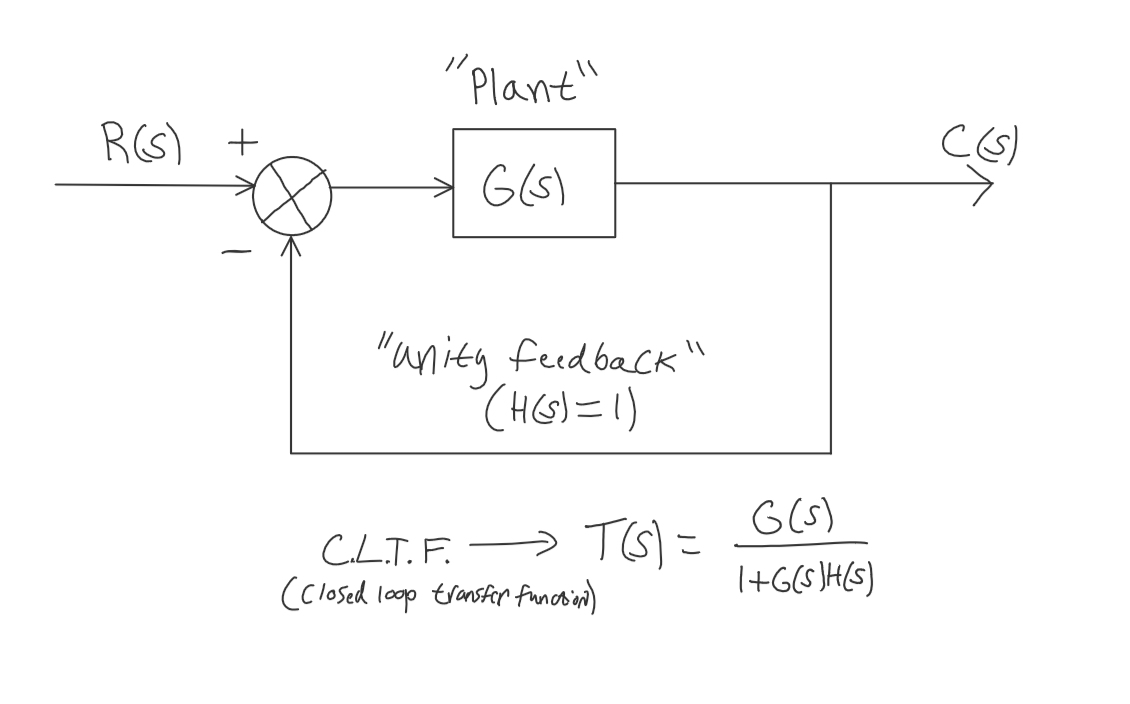 "Plant"
R(s)
+
C(s)
G(s)
−
"unity feedback"
(H(s)=1)
C.L.T.F. → T(s) = G(s)
1+G(s)H(s)
(Closed loop transfer function)